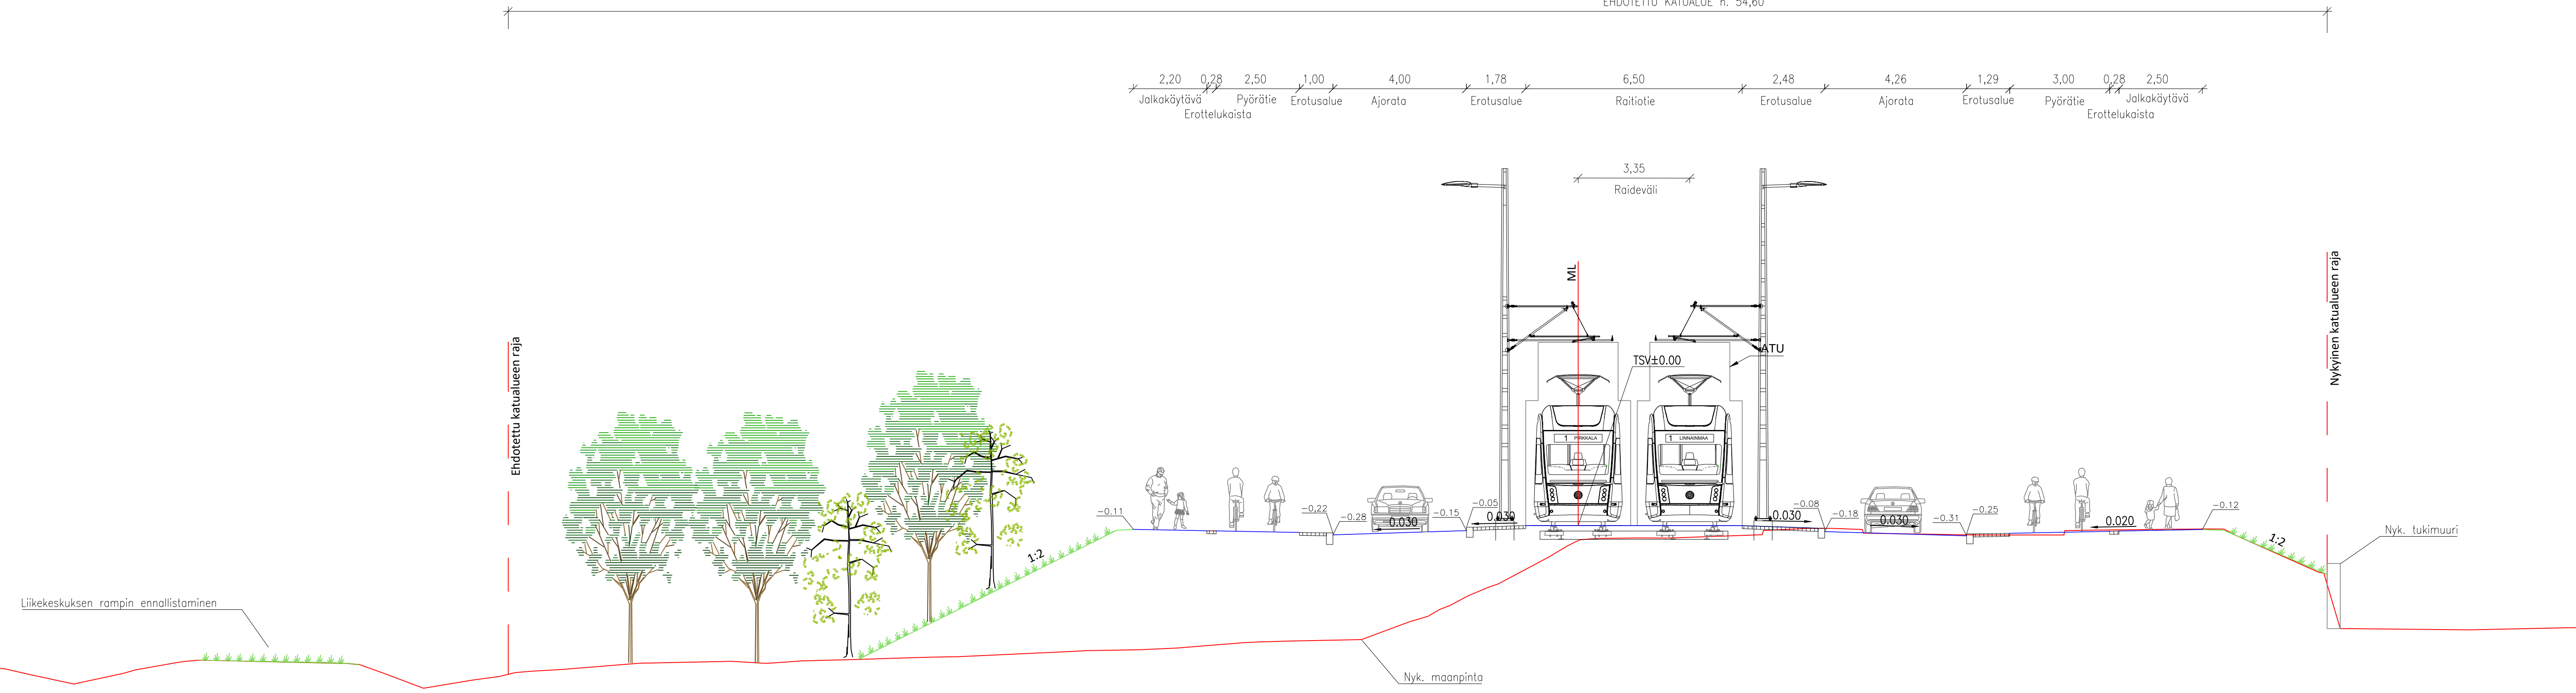 EHDOTETTU KATUALUE n. 54,60
2,20 0,28 2,50 1,00 4,00 1,78 6,50 2,48 4,26 1,29 3,00 0,28 2,50
Jalkakäytävä Pyörätie Erotusalue Ajorata Erotusalue Raitiotie Erotusalue Ajorata Erotusalue Pyörätie Jalkakäytävä
Erottelukaista Erottelukaista
3,35
Raideväli
ML
Nykyinen katualueen raja
Ehdotettu katualueen raja
ATU
TSV±0.00
1 PIRKKALA
1 LINNAINMAA
-0.11
-0.22
-0.28
0.030
-0.15
-0.05
0.030
0.030
-0.08
-0.18
0.030
-0.31
-0.25
0.020
-0.12
1:2
1:2
Nyk. tukimuuri
Liikekeskuksen rampin ennallistaminen
Nyk. maanpinta